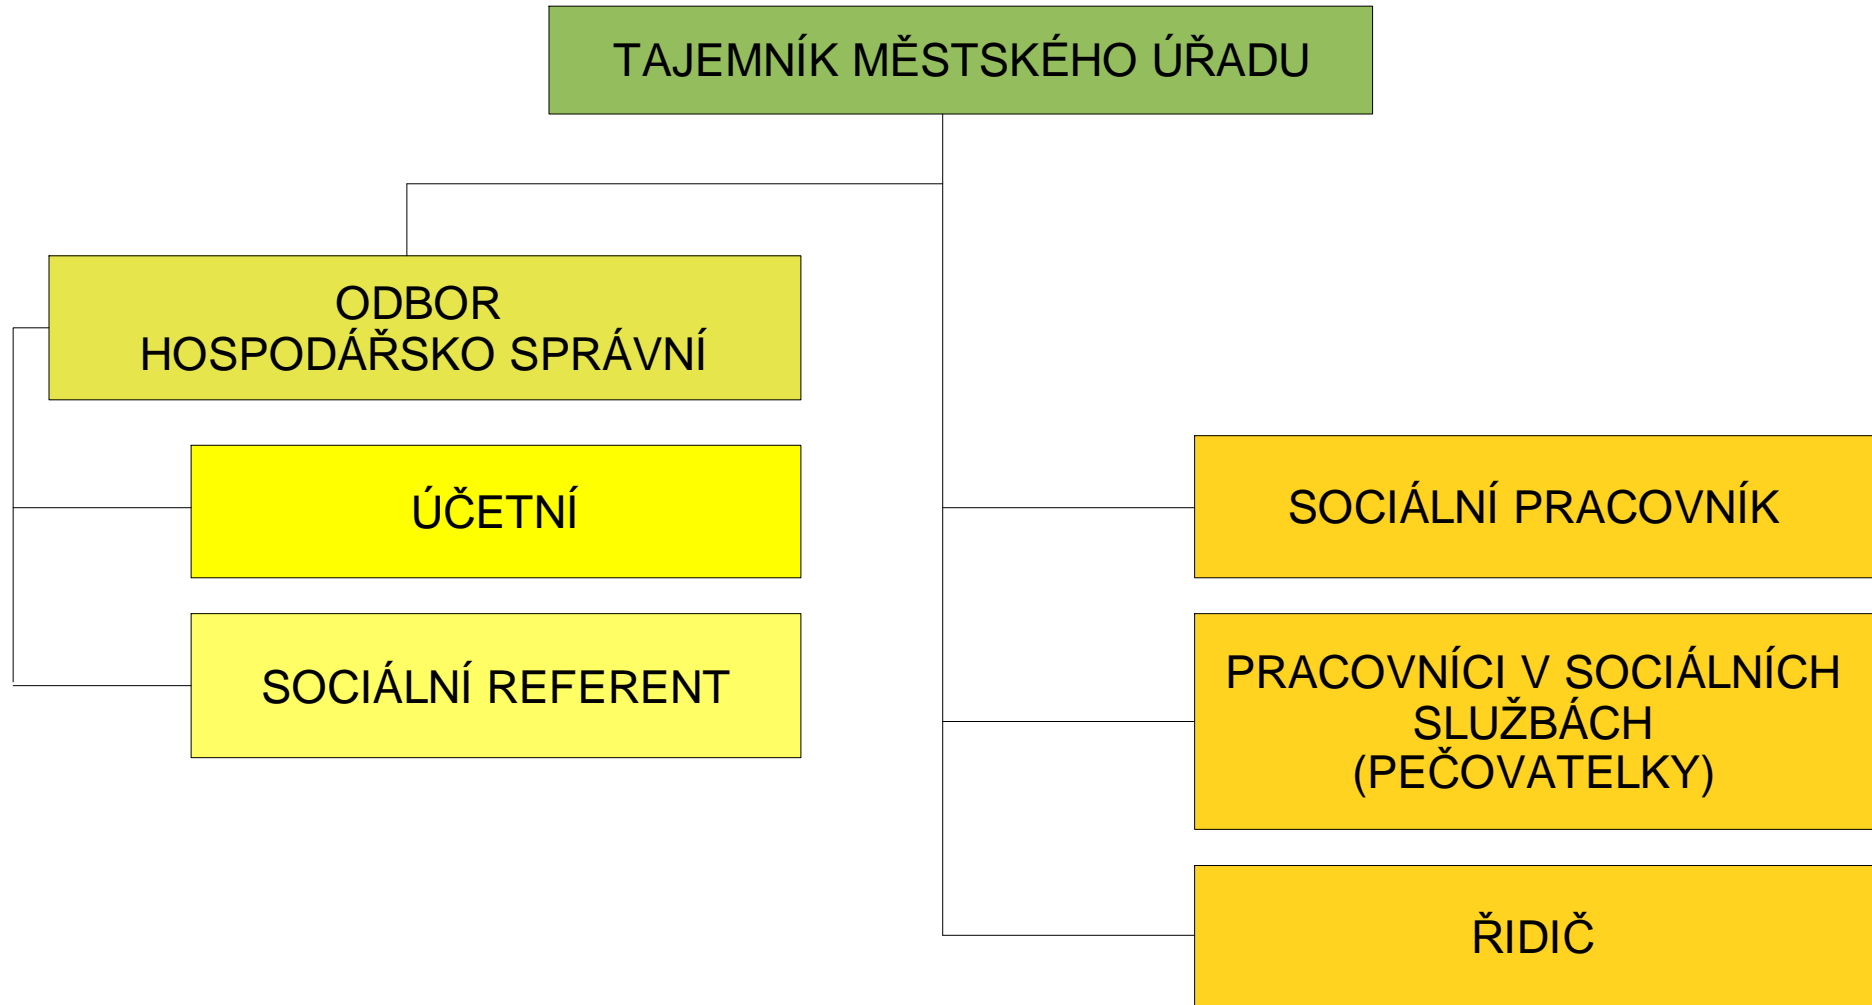 TAJEMNÍK MĚSTSKÉHO ÚŘADU
ODBOR
HOSPODÁŘSKO SPRÁVNÍ
ÚČETNÍ
SOCIÁLNÍ REFERENT
SOCIÁLNÍ PRACOVNÍK
PRACOVNÍCI V SOCIÁLNÍCH
SLUŽBÁCH
(PEČOVATELKY)
ŘIDIČ